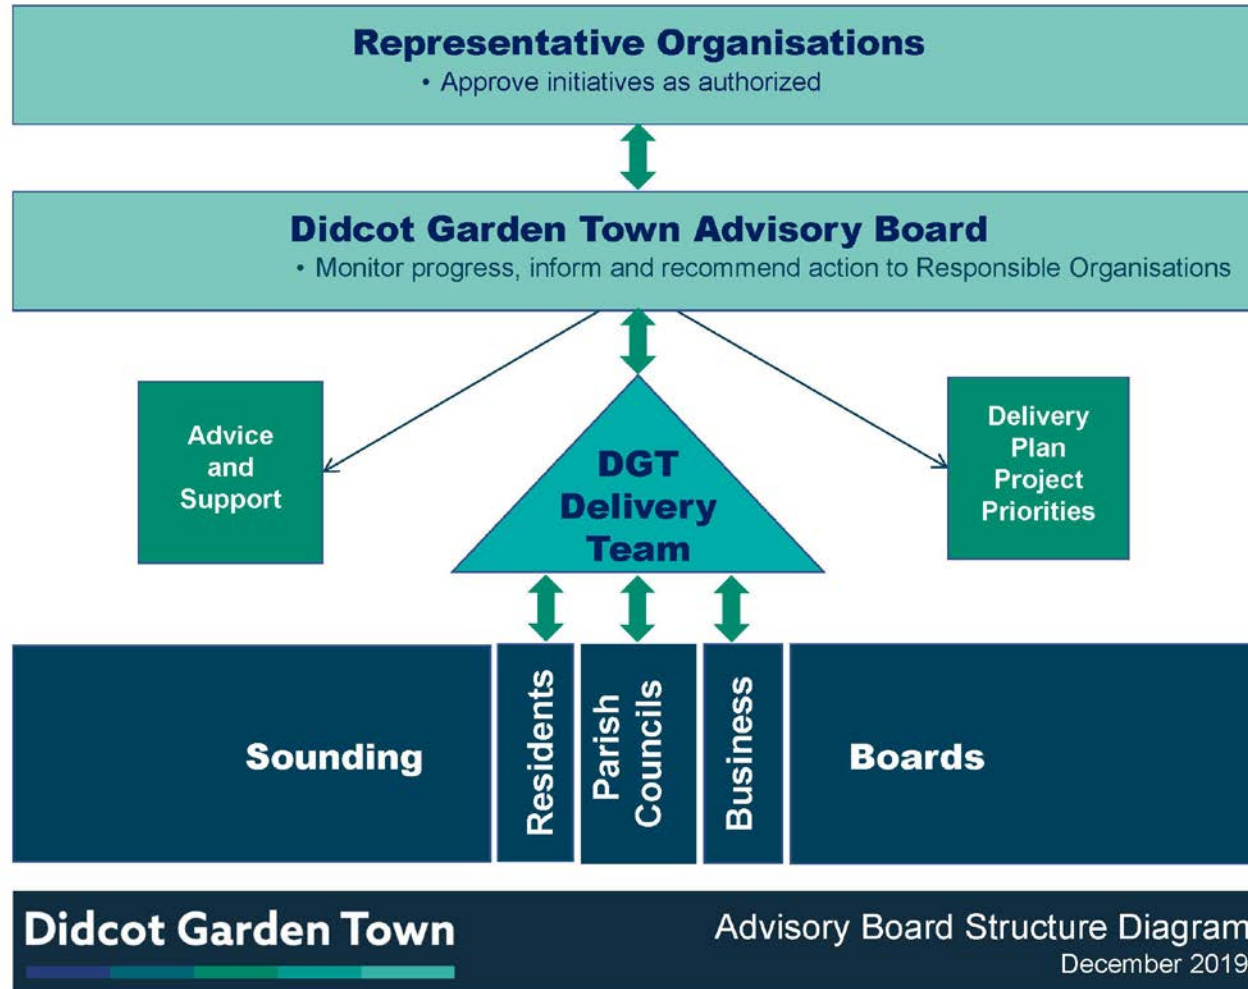 Representative Organisations
• Approve initiatives as authorized
Didcot Garden Town Advisory Board
• Monitor progress, inform and recommend action to Responsible Organisations
Advice
and
Support
DGT
Delivery
Team
Delivery
Plan
Project
Priorities
Sounding
Residents
Parish
Councils
Business
Boards
Didcot Garden Town
Advisory Board Structure Diagram
December 2019